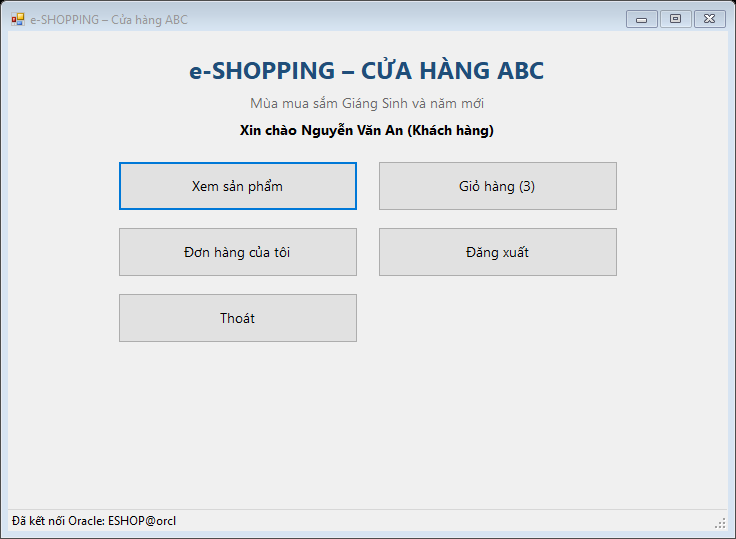 e-SHOPPING – Cửa hàng ABC
e-SHOPPING – CỬA HÀNG ABC
Mùa mua sắm Giáng Sinh và năm mới
Xin chào Nguyễn Văn An (Khách hàng)
Xem sản phẩm
Giỏ hàng (3)
Đơn hàng của tôi
Đăng xuất
Thoát
Đã kết nối Oracle: ESHOP@orcl